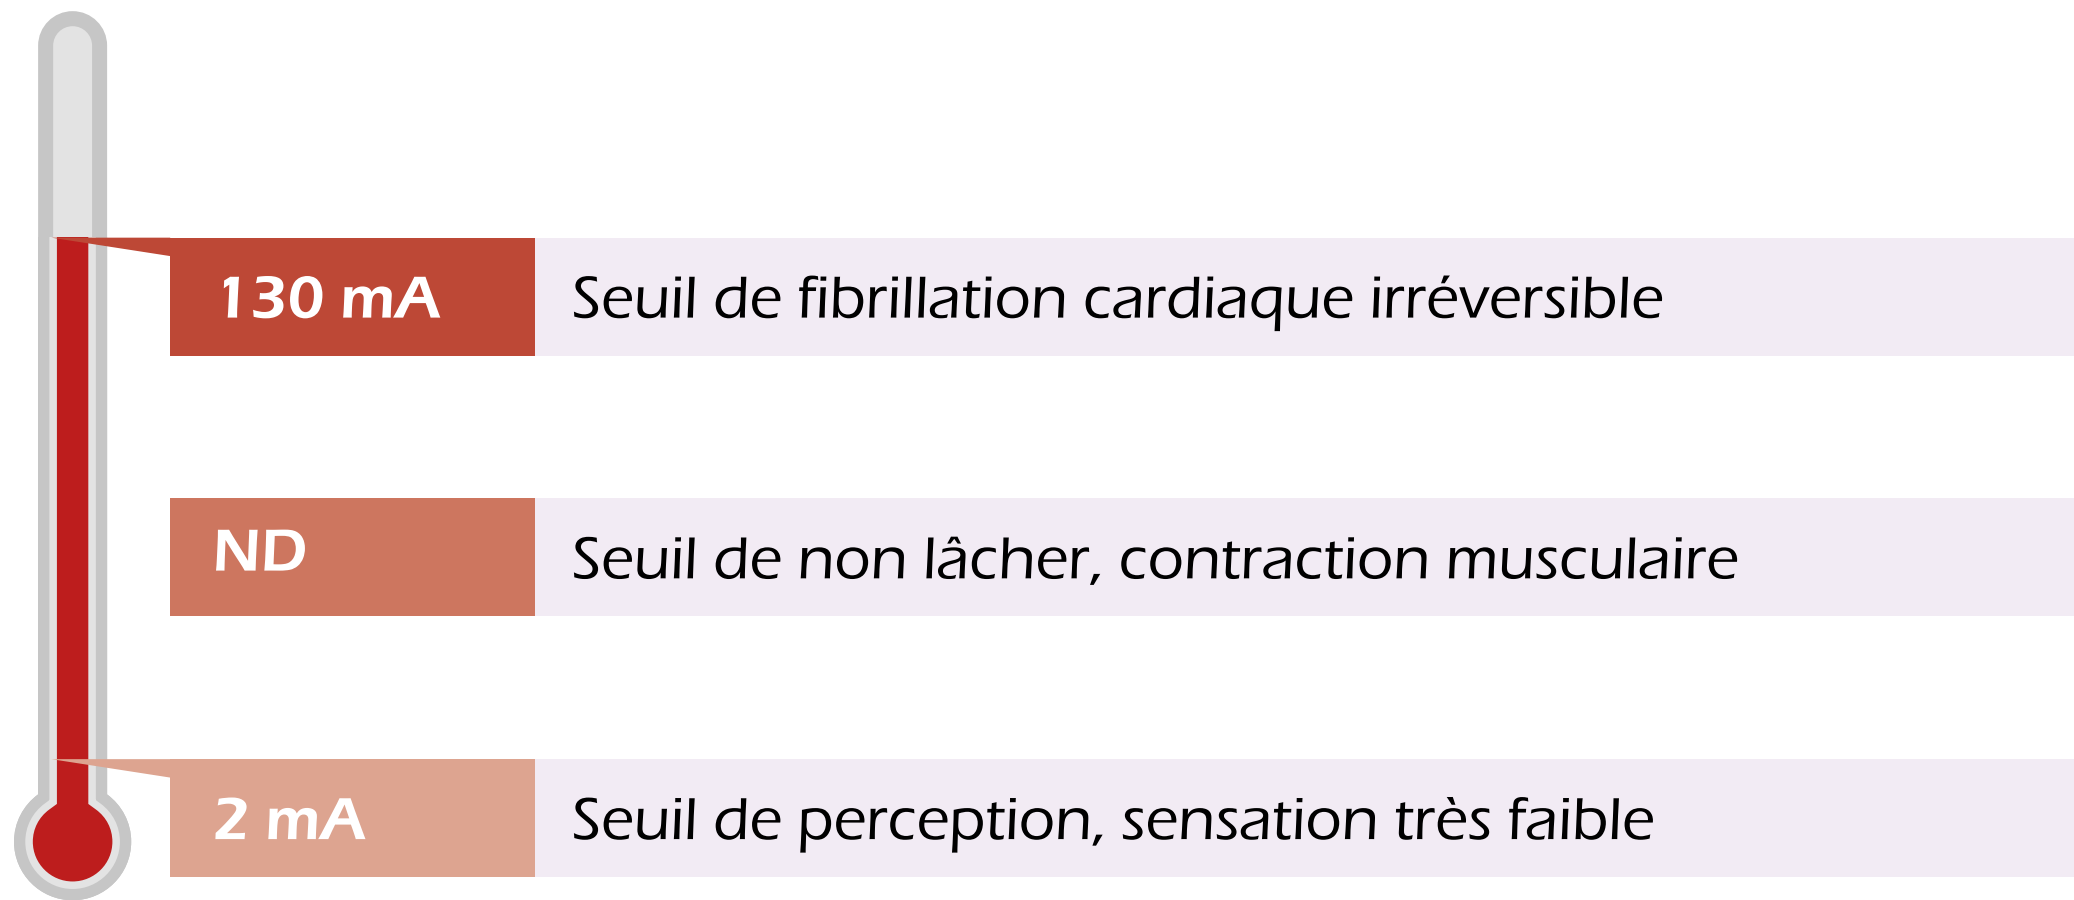 130 mA Seuil de fibrillation cardiaque irréversible
ND Seuil de non lâcher, contraction musculaire
2 mA Seuil de perception, sensation très faible